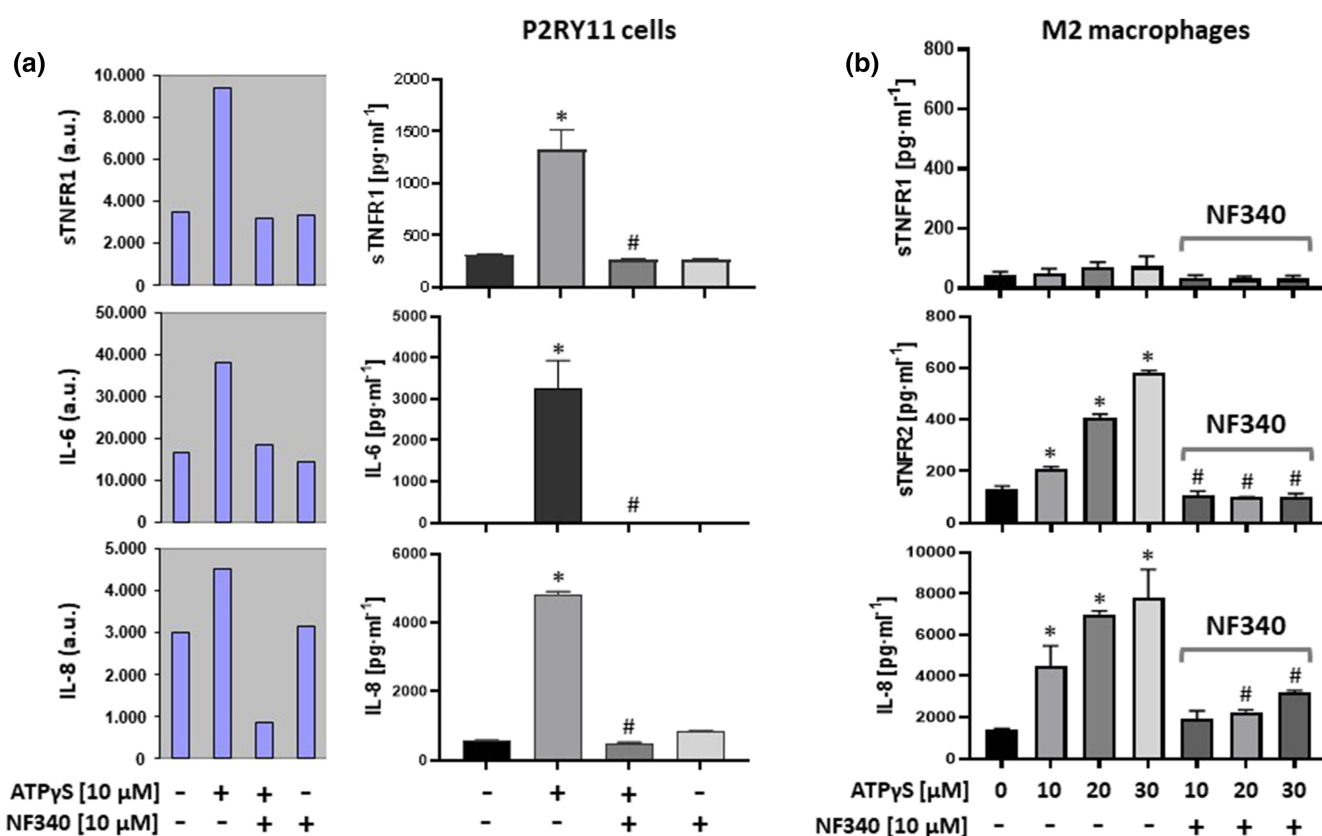 P2RY11 cells
M2 macrophages
(a)
(b)
sTNFR1 (a.u.)
10.000
8.000
6.000
4.000
2.000
0
sTNFR1 [pg·ml⁻¹]
2000
1500
1000
500
0
*
#
sTNFR1 [pg·ml⁻¹]
800
600
400
200
0
NF340
IL-6 (a.u.)
50.000
40.000
30.000
20.000
10.000
0
IL-6 [pg·ml⁻¹]
5000
4000
3000
2000
1000
0
*
#
sTNFR2 [pg·ml⁻¹]
800
600
400
200
0
* * *
NF340
# # #
IL-8 (a.u.)
5.000
4.000
3.000
2.000
1.000
0
IL-8 [pg·ml⁻¹]
6000
4000
2000
0
*
#
IL-8 [pg·ml⁻¹]
10000
8000
6000
4000
2000
0
* * *
NF340
# #
ATPγS [10 µM] - + + - - + + -
NF340 [10 µM] - - + + - - + +
ATPγS [µM] 0 10 20 30 10 20 30
NF340 [10 µM] - - - - + + +